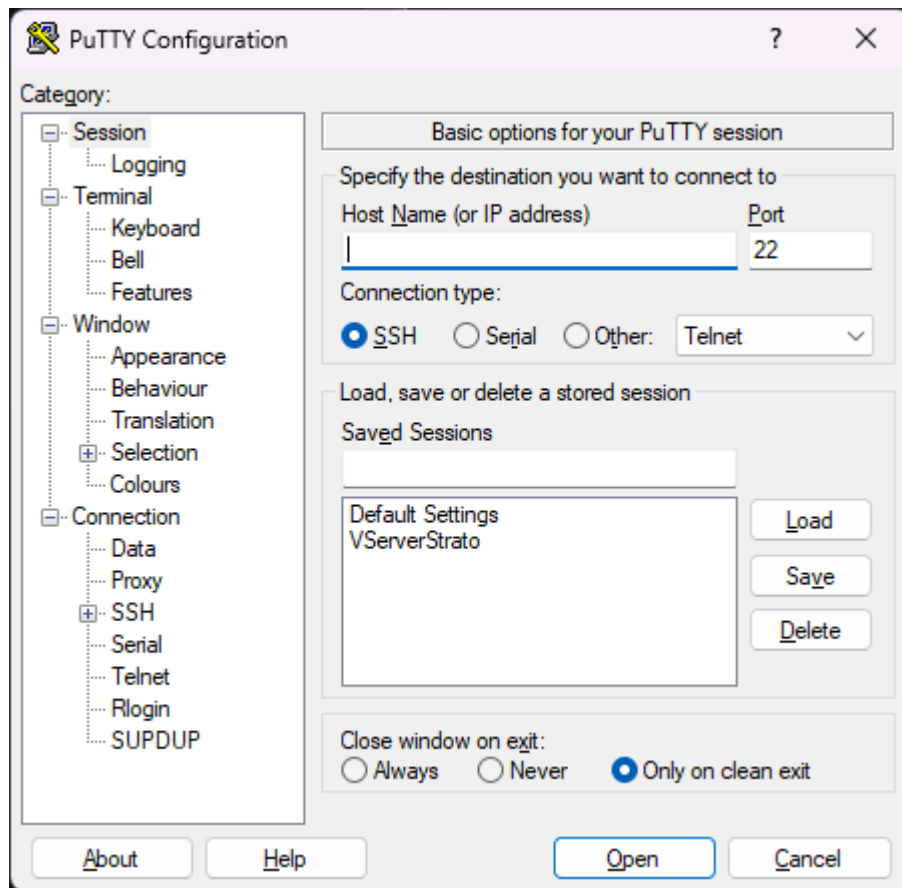 PuTTY Configuration
?
Category:
Session
Logging
Terminal
Keyboard
Bell
Features
Window
Appearance
Behaviour
Translation
Selection
Colours
Connection
Data
Proxy
SSH
Serial
Telnet
Rlogin
SUPDUP
Basic options for your PuTTY session
Specify the destination you want to connect to
Host Name (or IP address) Port
22
Connection type:
SSH Serial Other: Telnet
Load, save or delete a stored session
Saved Sessions
Default Settings
VServerStrato
Load
Save
Delete
Close window on exit:
Always Never Only on clean exit
About Help Open Cancel